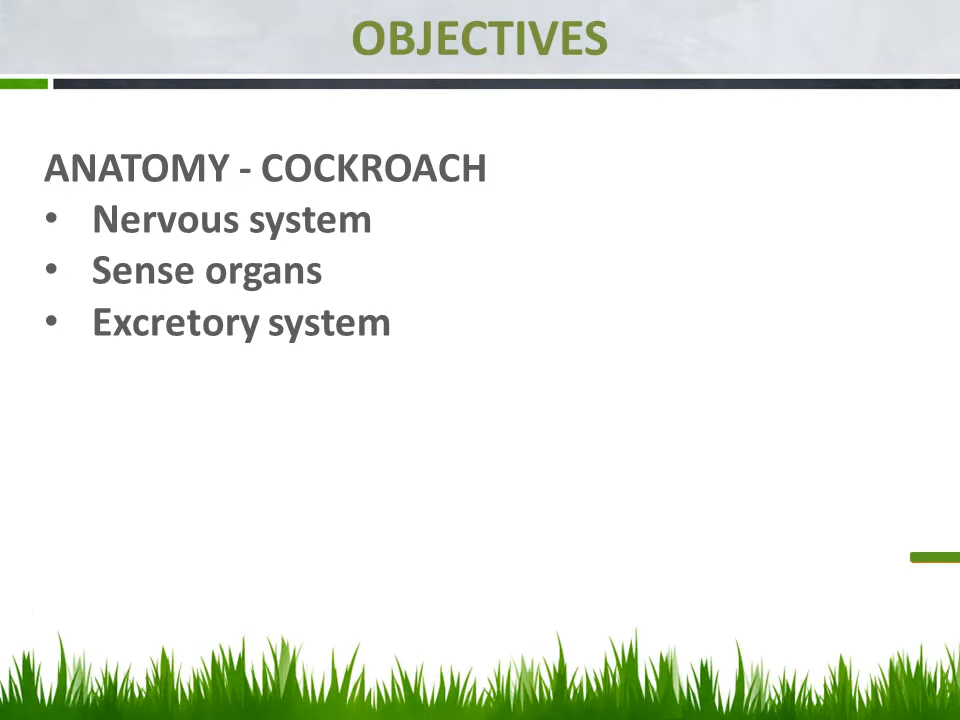 OBJECTIVES
ANATOMY - COCKROACH
• Nervous system
• Sense organs
• Excretory system